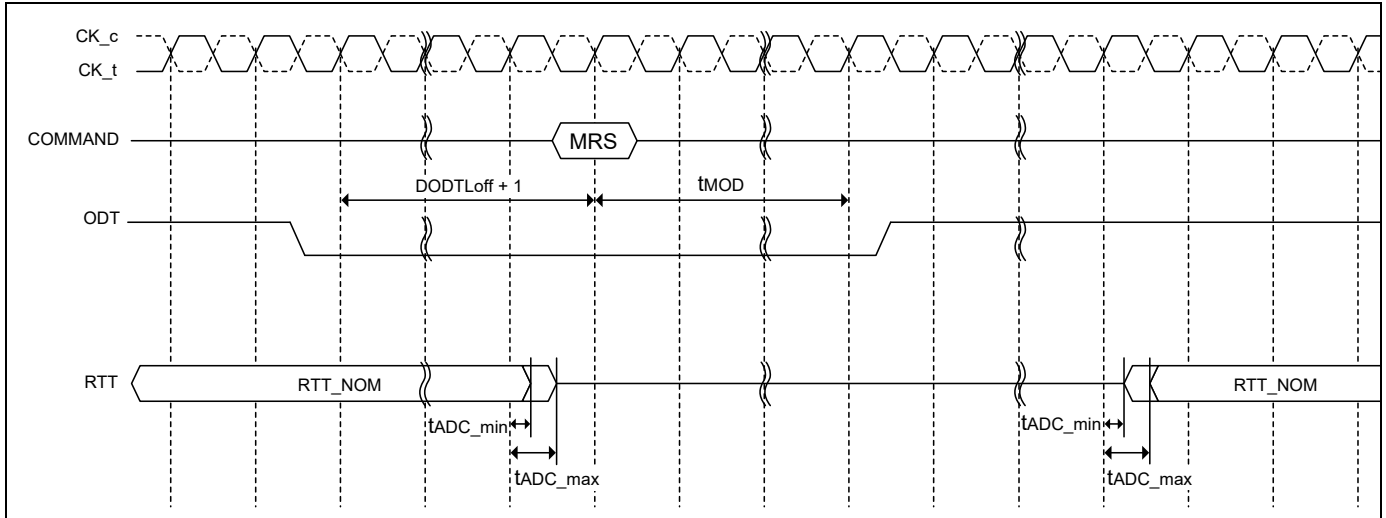 CK_c
CK_t
COMMAND
MRS
DODTLoff + 1
tMOD
ODT
RTT
RTT_NOM
RTT_NOM
tADC_min
tADC_min
tADC_max
tADC_max